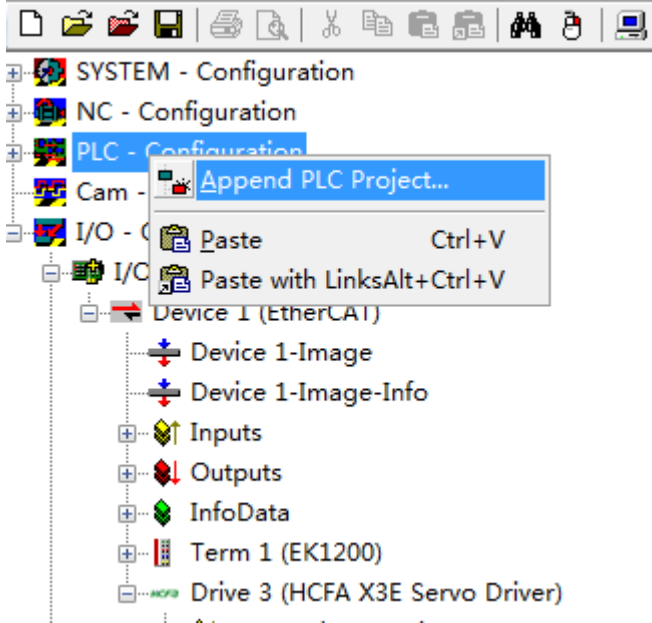 SYSTEM - Configuration
NC - Configuration
PLC - Configuration
Append PLC Project...
Cam -
I/O - C
Paste Ctrl+V
I/O
Paste with LinksAlt+Ctrl+V
Device 1 (EtherCAT)
Device 1-Image
Device 1-Image-Info
Inputs
Outputs
InfoData
Term 1 (EK1200)
HCFA Drive 3 (HCFA X3E Servo Driver)